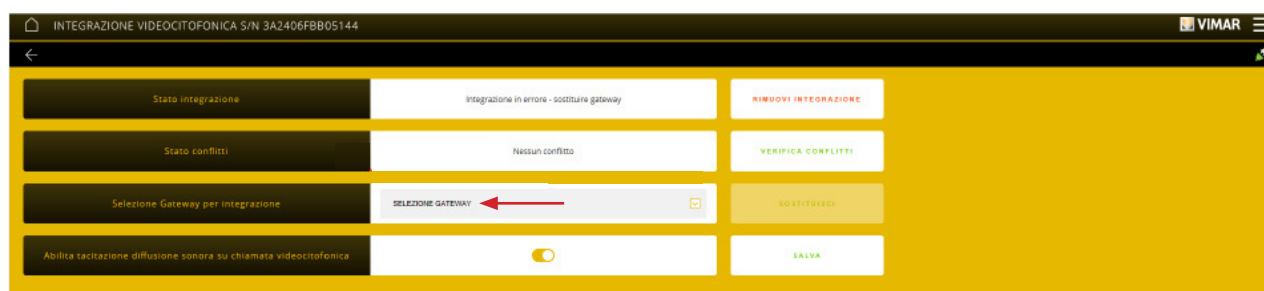 INTEGRAZIONE VIDEOCITOFONICA S/N 3A2406FBB05144
VIMAR
Stato integrazione
Integrazione in errore - sostituire gateway
RIMUOVI INTEGRAZIONE
Stato conflitti
Nessun conflitto
VERIFICA CONFLITTI
Selezione Gateway per integrazione
SELEZIONE GATEWAY
SOSTITUISCI
Abilita tacitazione diffusione sonora su chiamata videocitofonica
SALVA